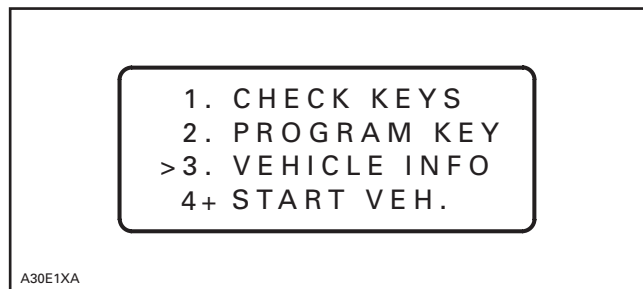 1. CHECK KEYS
2. PROGRAM KEY
>3. VEHICLE INFO
4+ START VEH.
A30E1XA